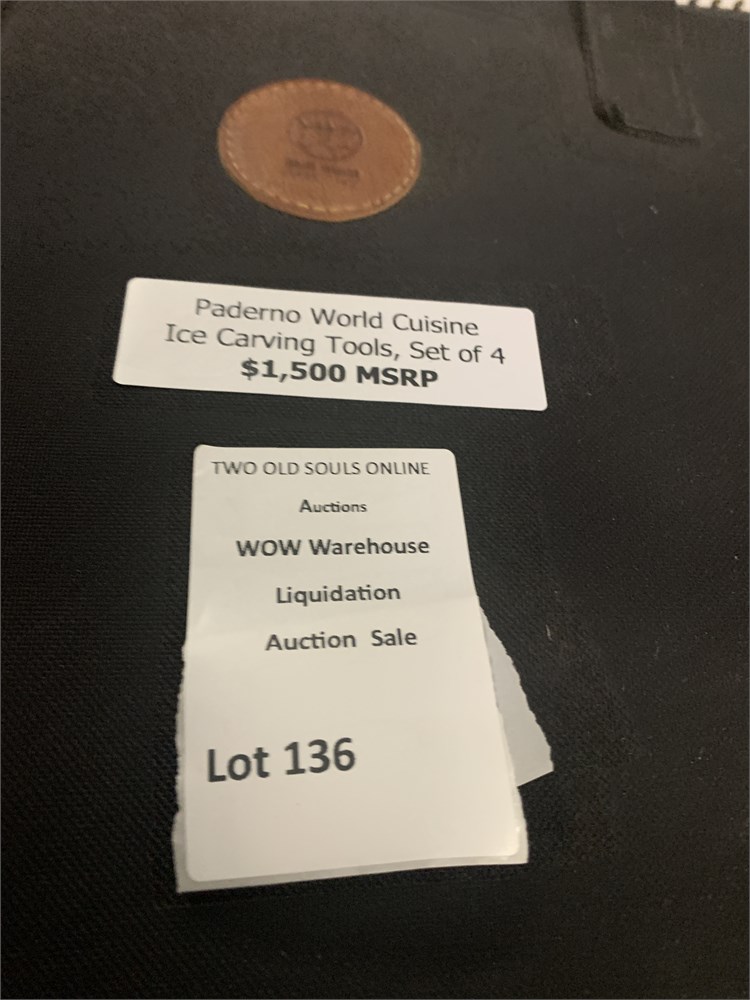 Paderno World Cuisine
Ice Carving Tools, Set of 4
$1,500 MSRP
TWO OLD SOULS ONLINE
Auctions
WOW Warehouse
Liquidation
Auction Sale
Lot 136